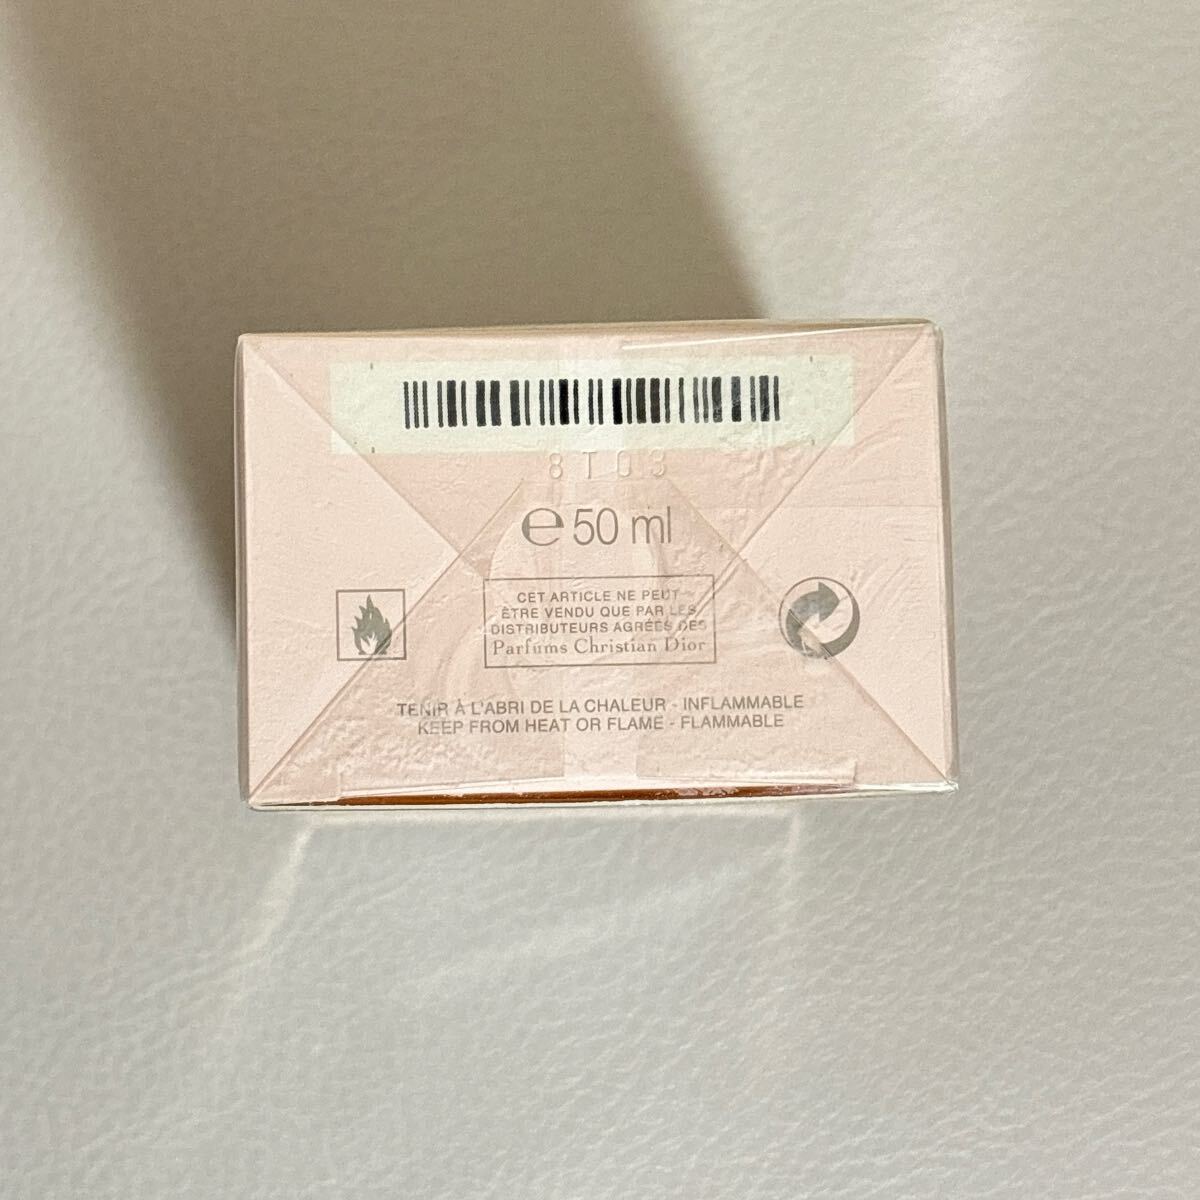 8T03
℮ 50 ml
CET ARTICLE NE PEUT
ÊTRE VENDU QUE PAR LES
DISTRIBUTEURS AGRÉÉS DES
Parfums Christian Dior
TENIR À L'ABRI DE LA CHALEUR - INFLAMMABLE
KEEP FROM HEAT OR FLAME - FLAMMABLE